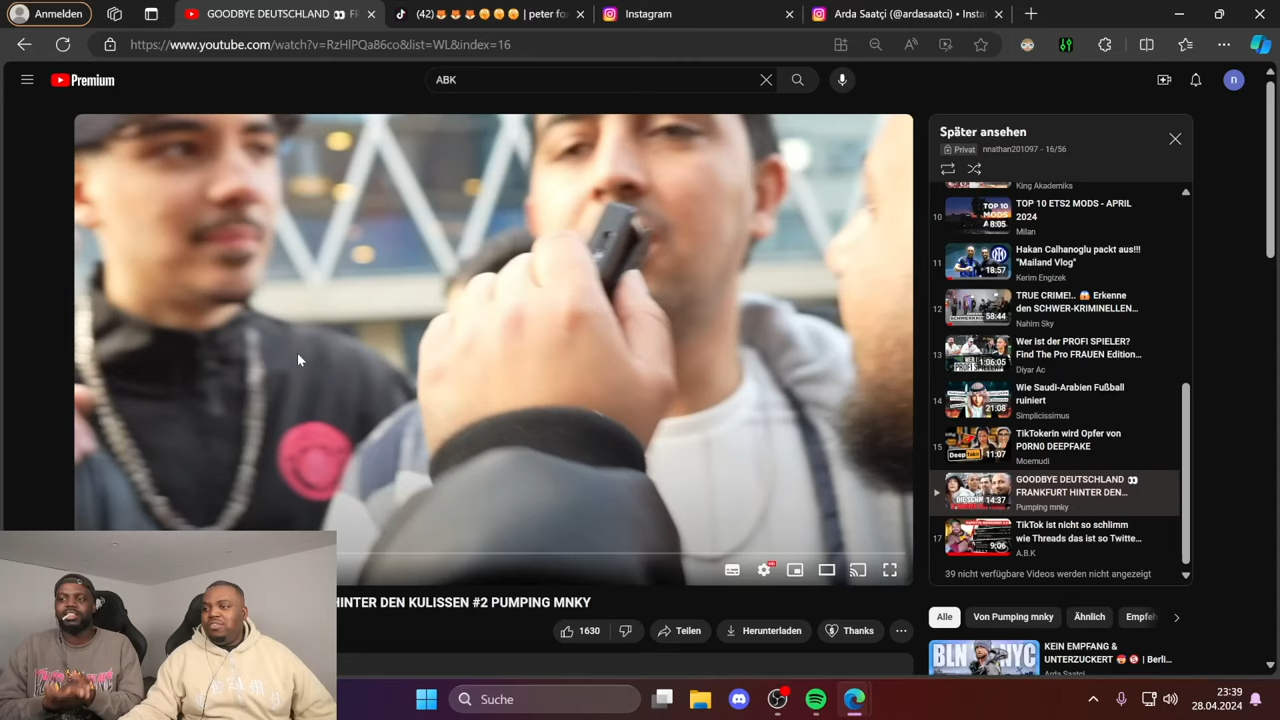 Anmelden
GOODBYE DEUTSCHLAND 👀 FR
(42)🦊🦊🦊😊😊😊 | peter fo
Instagram
Arda Saatçi (@ardasaatci) • Insta
https://www.youtube.com/watch?v=RzHlPQa86co&list=WL&index=16
Premium
ABK
n
Später ansehen
Privat
nnathan201097 - 16/56
King Akademiks
10
TOP 10 ETS2 MODS - APRIL
2024
8:05
Milan
11
Hakan Calhanoglu packt aus!!!
"Mailand Vlog"
18:57
Kerim Engizek
12
TRUE CRIME!.. 😱 Erkenne
den SCHWER-KRIMINELLEN...
58:44
Nahim Sky
13
Wer ist der PROFI SPIELER?
Find The Pro FRAUEN Edition...
1:06:05
Diyar Ac
14
Wie Saudi-Arabien Fußball
ruiniert
21:08
Simplicissimus
15
TikTokerin wird Opfer von
P0RN0 DEEPFAKE
11:07
Moemudi
GOODBYE DEUTSCHLAND 👀
FRANKFURT HINTER DEN...
14:37
Pumping mnky
17
TikTok ist nicht so schlimm
wie Threads das ist so Twitte...
9:06
A.B.K
39 nicht verfügbare Videos werden nicht angezeigt
HINTER DEN KULISSEN #2 PUMPING MNKY
1630
Teilen
Herunterladen
Thanks
Alle
Von Pumping mnky
Ähnlich
Empfeh
KEIN EMPFANG &
UNTERZUCKERT 😡 🚭 | Berli...
BLN NYC
Arda Saatçi
Suche
23:39
28.04.2024